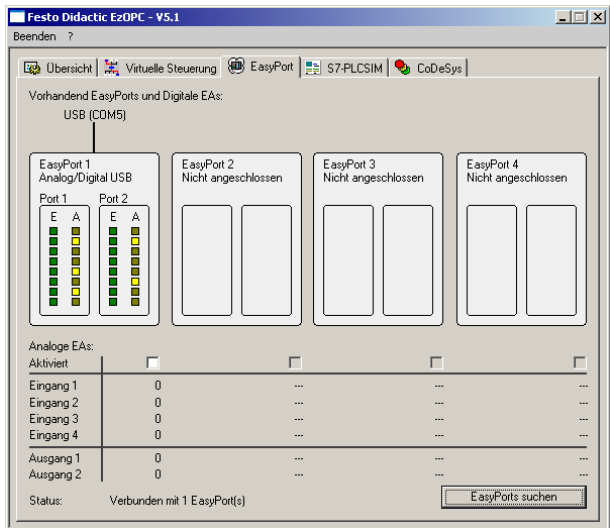 Festo Didactic EzOPC - V5.1
Beenden ?
Übersicht Virtuelle Steuerung EasyPort S7-PLCSIM CoDeSys
Vorhandend EasyPorts und Digitale EAs:
USB (COM5)
EasyPort 1 EasyPort 2 EasyPort 3 EasyPort 4
Analog/Digital USB Nicht angeschlossen Nicht angeschlossen Nicht angeschlossen
Port 1 Port 2
E A E A
Analoge EAs:
Aktiviert
Eingang 1 0 --- --- ---
Eingang 2 0 --- --- ---
Eingang 3 0 --- --- ---
Eingang 4 0 --- --- ---
Ausgang 1 0 --- --- ---
Ausgang 2 0 --- --- ---
Status: Verbunden mit 1 EasyPort(s) EasyPorts suchen